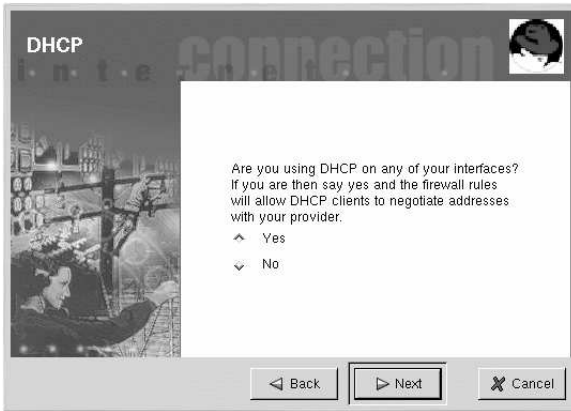 DHCP
internet connection
Are you using DHCP on any of your interfaces?
If you are then say yes and the firewall rules
will allow DHCP clients to negotiate addresses
with your provider.
Yes
No
Back Next Cancel